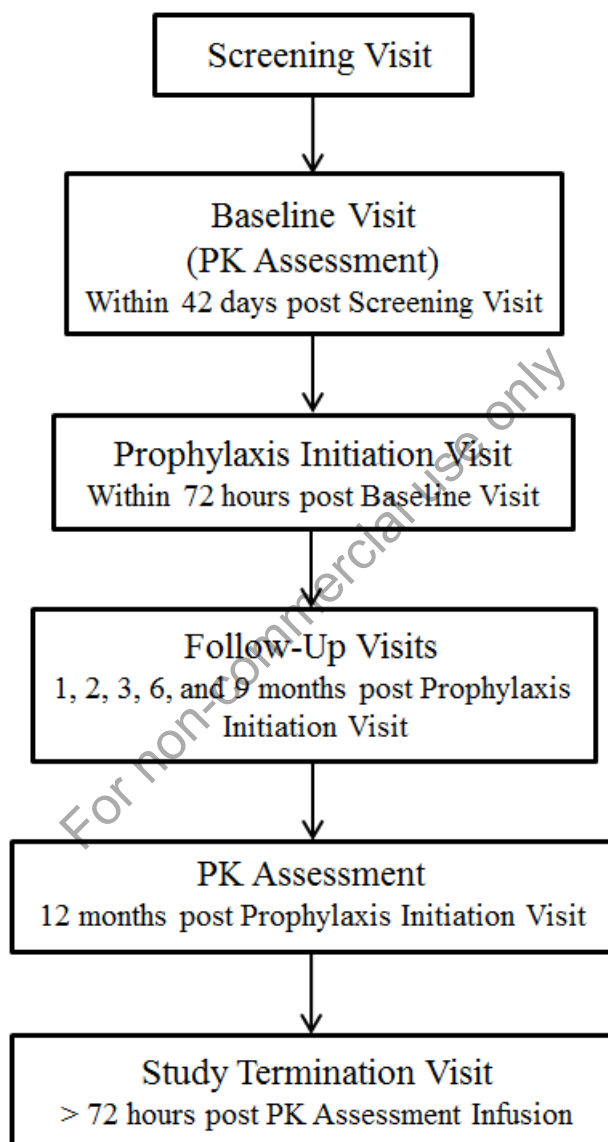 Screening Visit
Baseline Visit
(PK Assessment)
Within 42 days post Screening Visit
Prophylaxis Initiation Visit
Within 72 hours post Baseline Visit
Follow-Up Visits
1, 2, 3, 6, and 9 months post Prophylaxis
Initiation Visit
PK Assessment
12 months post Prophylaxis Initiation Visit
Study Termination Visit
> 72 hours post PK Assessment Infusion
For non-commercial use only